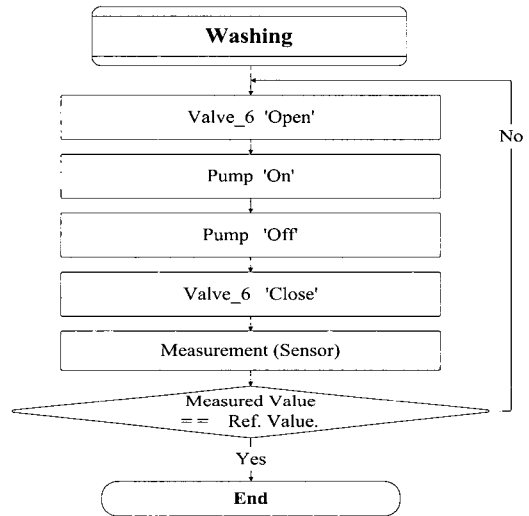 Washing
Valve_6 'Open'
No
Pump 'On'
Pump 'Off'
Valve_6 'Close'
Measurement (Sensor)
Measured Value
== Ref. Value.
Yes
End